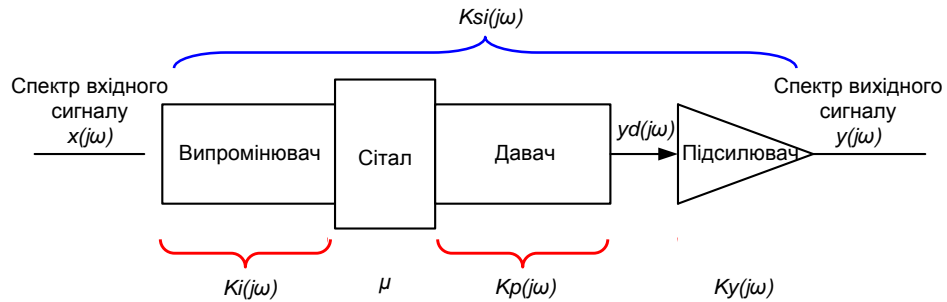 Ksi(jω)
Спектр вхідного
сигналу
x(jω)
Спектр вихідного
сигналу
y(jω)
Випромінювач
Сітал
Давач
yd(jω)
Підсилювач
Ki(jω)
μ
Kp(jω)
Ky(jω)